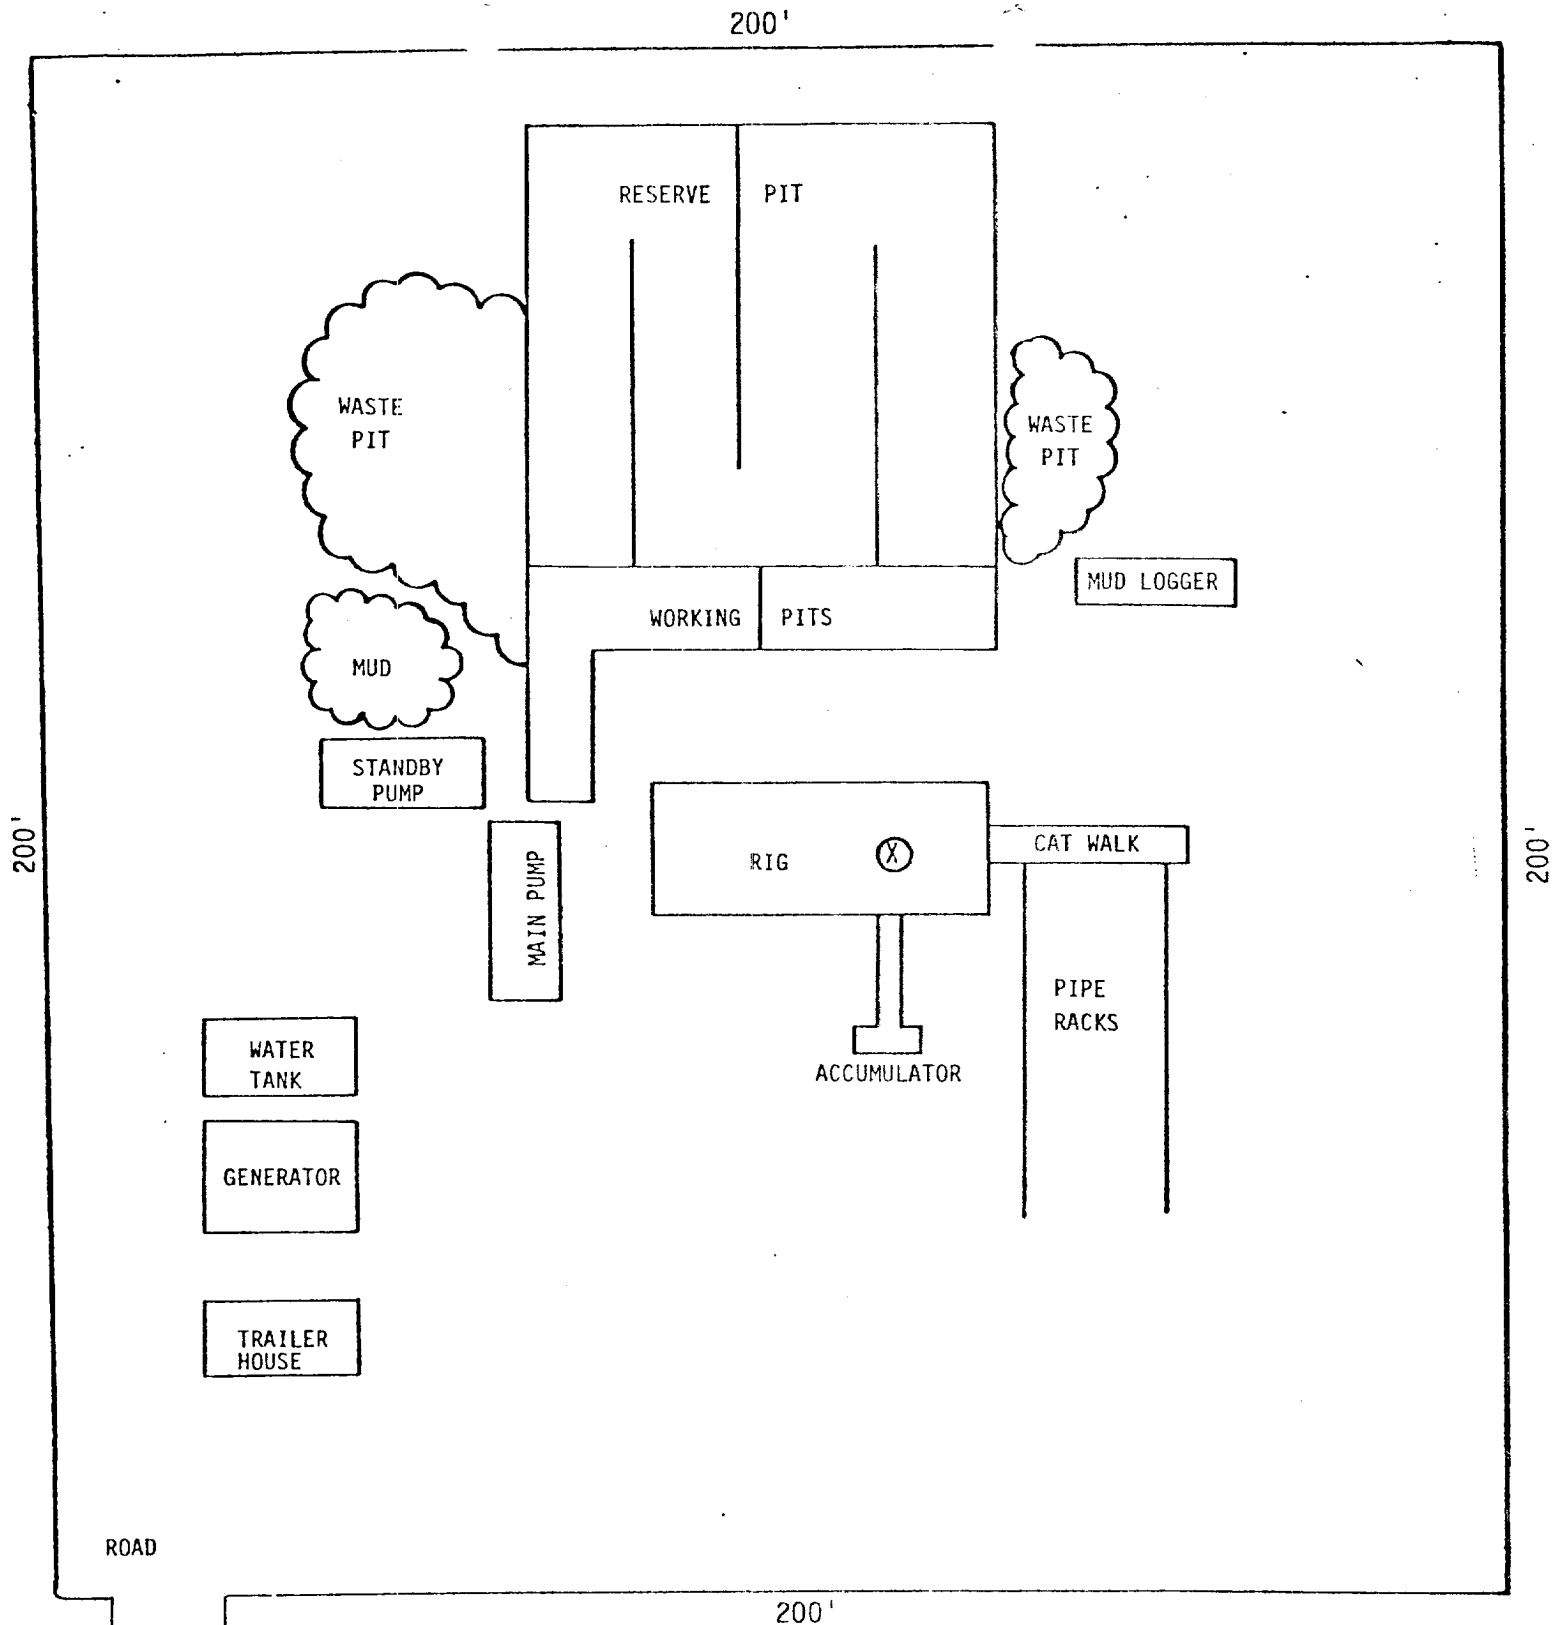 200'
RESERVE PIT
WASTE
PIT
WASTE
PIT
MUD LOGGER
WORKING PITS
MUD
STANDBY
PUMP
200'
MAIN PUMP
RIG
X
CAT WALK
200'
PIPE
RACKS
ACCUMULATOR
WATER
TANK
GENERATOR
TRAILER
HOUSE
ROAD
200'